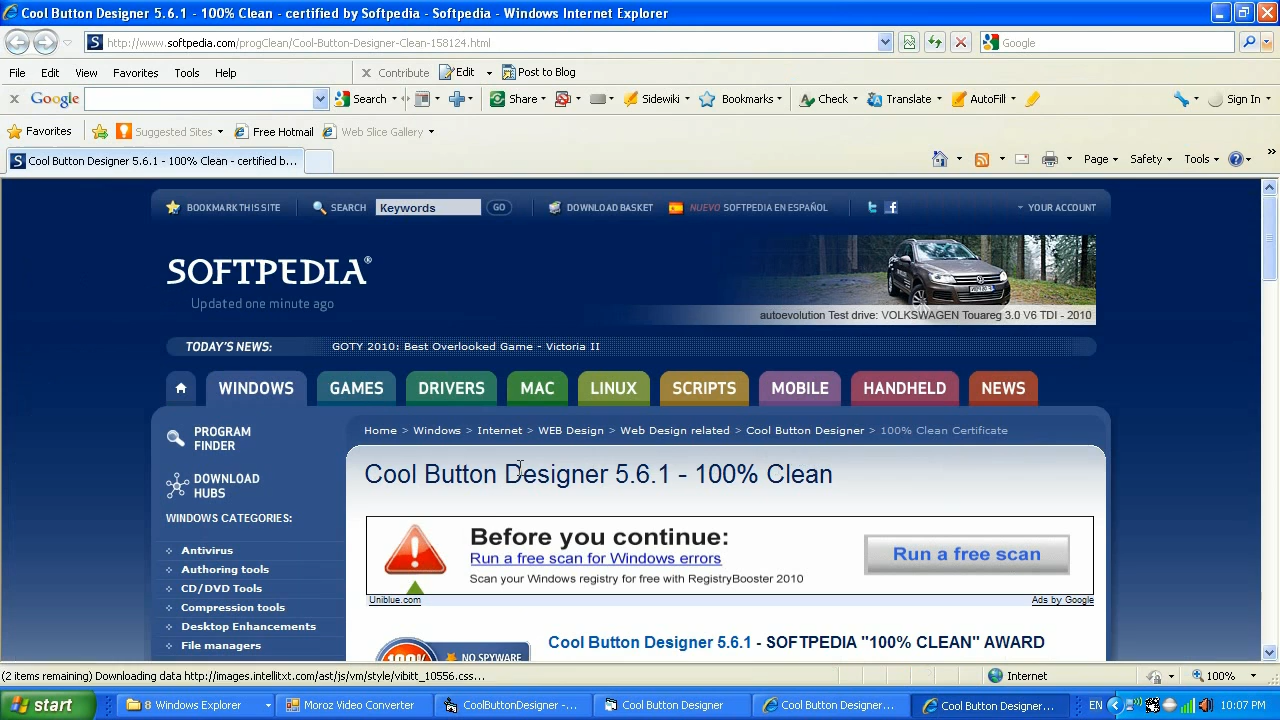 Cool Button Designer 5.6.1 - 100% Clean - certified by Softpedia - Softpedia - Windows Internet Explorer
http://www.softpedia.com/progClean/Cool-Button-Designer-Clean-158124.html
Google
File Edit View Favorites Tools Help
Contribute Edit Post to Blog
Google Search Share Sidewiki Bookmarks Check Translate AutoFill Sign In
Favorites Suggested Sites Free Hotmail Web Slice Gallery
Cool Button Designer 5.6.1 - 100% Clean - certified b...
Page Safety Tools
BOOKMARK THIS SITE SEARCH Keywords GO DOWNLOAD BASKET NUEVO SOFTPEDIA EN ESPAÑOL YOUR ACCOUNT
SOFTPEDIA®
Updated one minute ago
autoevolution Test drive: VOLKSWAGEN Touareg 3.0 V6 TDI - 2010
TODAY'S NEWS: GOTY 2010: Best Overlooked Game - Victoria II
WINDOWS GAMES DRIVERS MAC LINUX SCRIPTS MOBILE HANDHELD NEWS
Home > Windows > Internet > WEB Design > Web Design related > Cool Button Designer > 100% Clean Certificate
PROGRAM
FINDER
DOWNLOAD
HUBS
WINDOWS CATEGORIES:
Antivirus
Authoring tools
CD/DVD Tools
Compression tools
Desktop Enhancements
File managers
Cool Button Designer 5.6.1 - 100% Clean
Before you continue:
Run a free scan for Windows errors
Scan your Windows registry for free with RegistryBooster 2010
Run a free scan
Uniblue.com
Ads by Google
NO SPYWARE
Cool Button Designer 5.6.1 - SOFTPEDIA "100% CLEAN" AWARD
(2 items remaining) Downloading data http://images.intellitxt.com/ast/js/vm/style/vibitt_10556.css...
Internet
100%
start
8 Windows Explorer
Moroz Video Converter
CoolButtonDesigner -...
Cool Button Designer
Cool Button Designer...
Cool Button Designer...
EN
10:07 PM